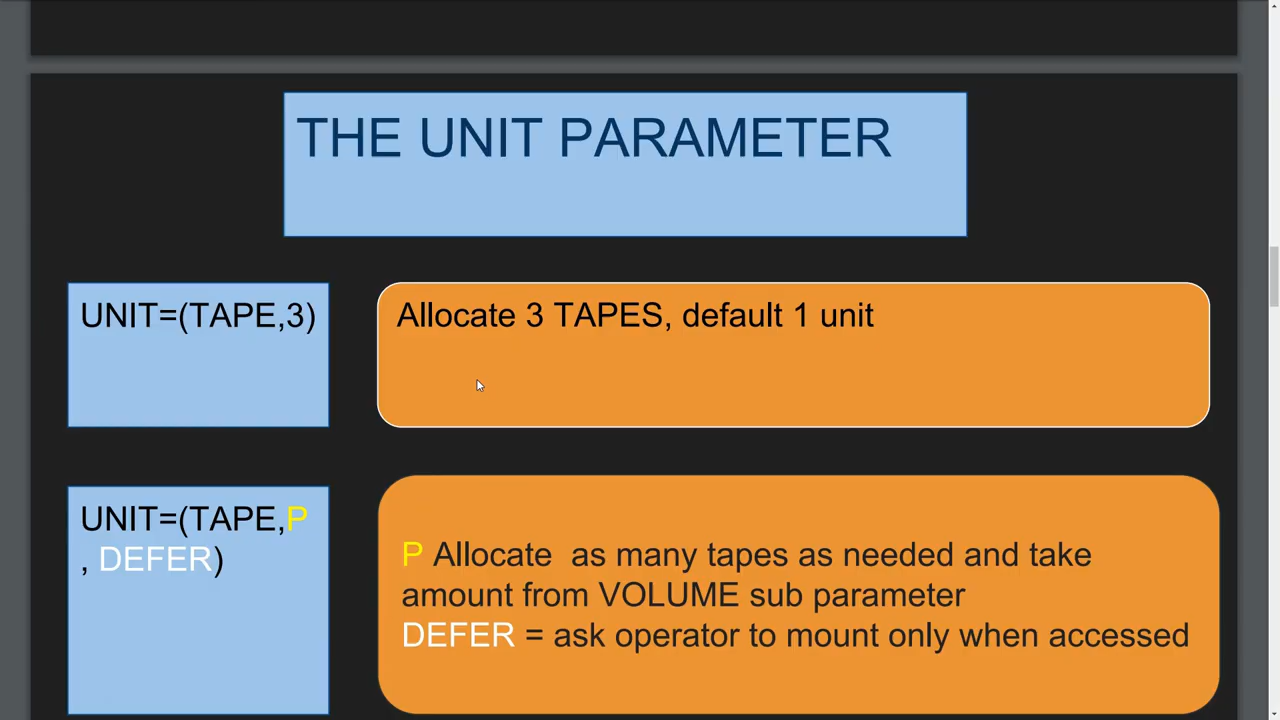 THE UNIT PARAMETER
UNIT=(TAPE,3)
Allocate 3 TAPES, default 1 unit
UNIT=(TAPE,P
, DEFER)
P Allocate  as many tapes as needed and take
amount from VOLUME sub parameter
DEFER = ask operator to mount only when accessed